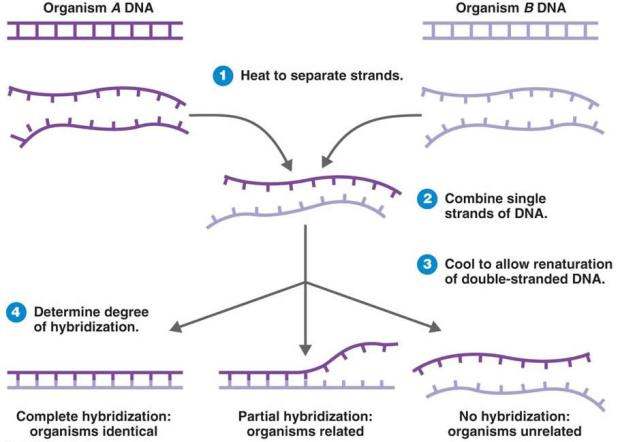 Organism A DNA
Organism B DNA
1 Heat to separate strands.
2 Combine single
strands of DNA.
3 Cool to allow renaturation
of double-stranded DNA.
4 Determine degree
of hybridization.
Complete hybridization:
organisms identical
Partial hybridization:
organisms related
No hybridization:
organisms unrelated